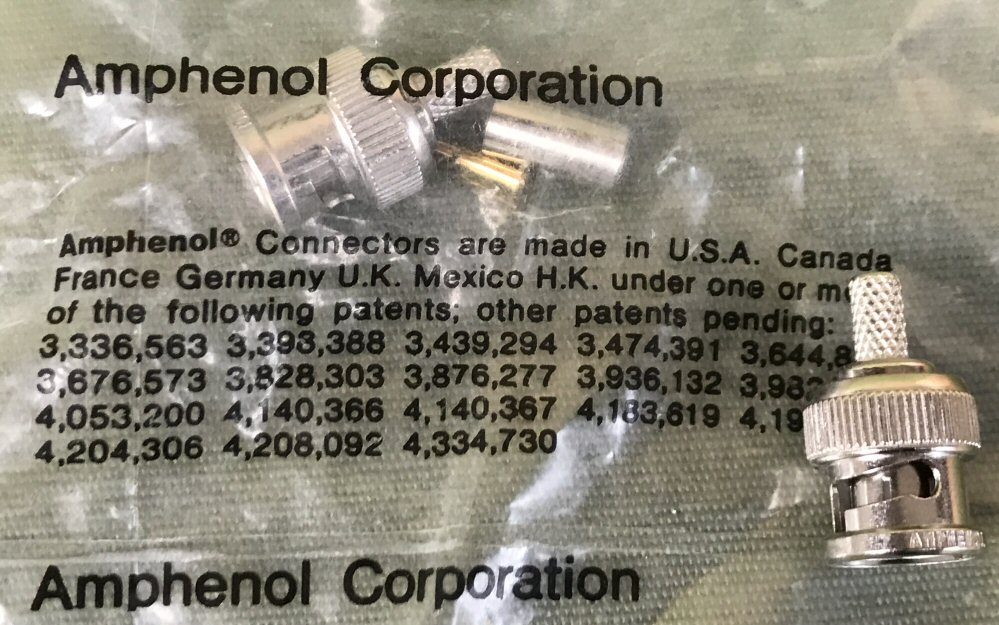 Amphenol Corporation
Amphenol® Connectors are made in U.S.A. Canada
France Germany U.K. Mexico H.K. under one or
of the following patents; other patents pending:
3,336,563 3,393,388 3,439,294 3,474,391
3,676,573 3,828,303 3,876,277 3,936,132
4,053,200 4,140,366 4,140,367 4,183,619
4,204,306 4,208,092 4,334,730
Amphenol Corporation